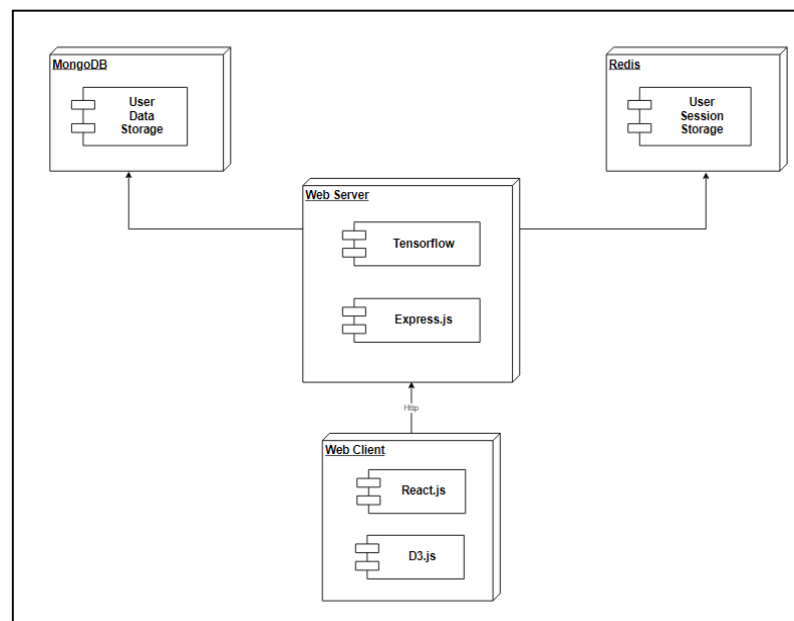 MongoDB
User
Data
Storage
Redis
User
Session
Storage
Web Server
Tensorflow
Express.js
Http
Web Client
React.js
D3.js